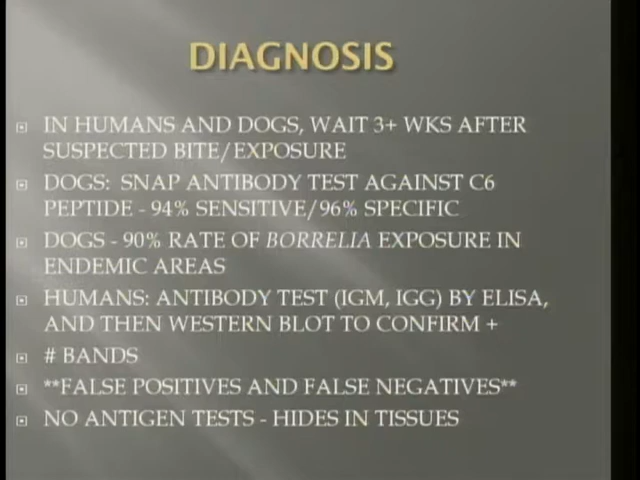 DIAGNOSIS
IN HUMANS AND DOGS, WAIT 3+ WKS AFTER
SUSPECTED BITE/EXPOSURE
DOGS: SNAP ANTIBODY TEST AGAINST C6
PEPTIDE - 94% SENSITIVE/96% SPECIFIC
DOGS - 90% RATE OF BORRELIA EXPOSURE IN
ENDEMIC AREAS
HUMANS: ANTIBODY TEST (IGM, IGG) BY ELISA,
AND THEN WESTERN BLOT TO CONFIRM +
# BANDS
**FALSE POSITIVES AND FALSE NEGATIVES**
NO ANTIGEN TESTS - HIDES IN TISSUES